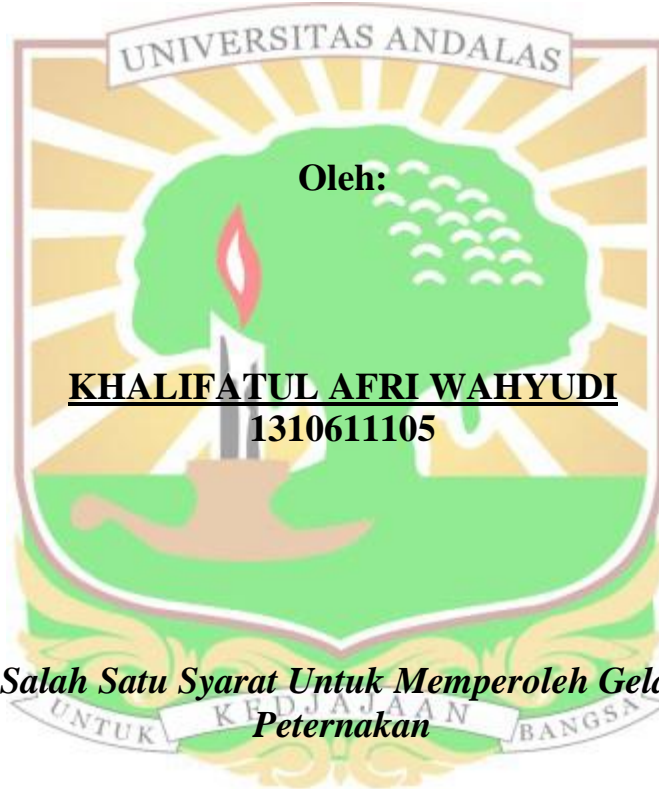 UNIVERSITAS ANDALAS
Oleh:
KHALIFATUL AFRI WAHYUDI
1310611105
Salah Satu Syarat Untuk Memperoleh
Peternakan
UNTUK KEDJAJAAN BANGSA